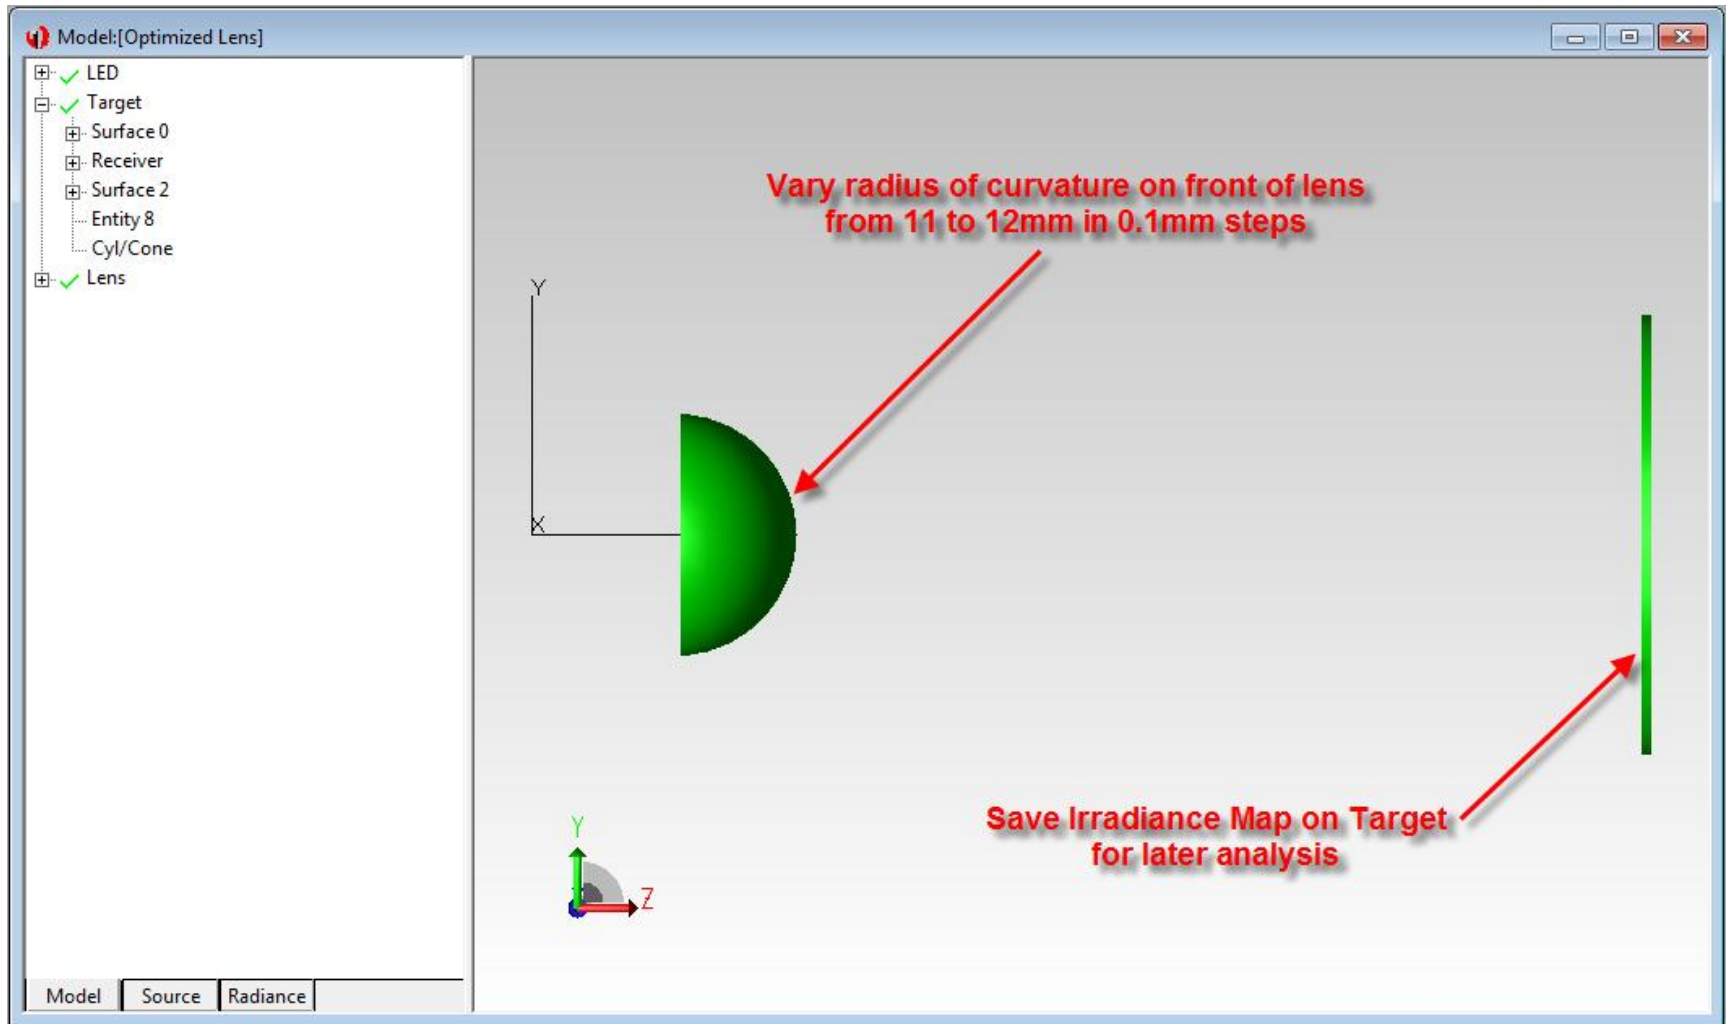 Model:[Optimized Lens]
LED
Target
Surface 0
Receiver
Surface 2
Entity 8
Cyl/Cone
Lens
Vary radius of curvature on front of lens
from 11 to 12mm in 0.1mm steps
Y
X
Save Irradiance Map on Target
for later analysis
Y
Z
Model
Source
Radiance